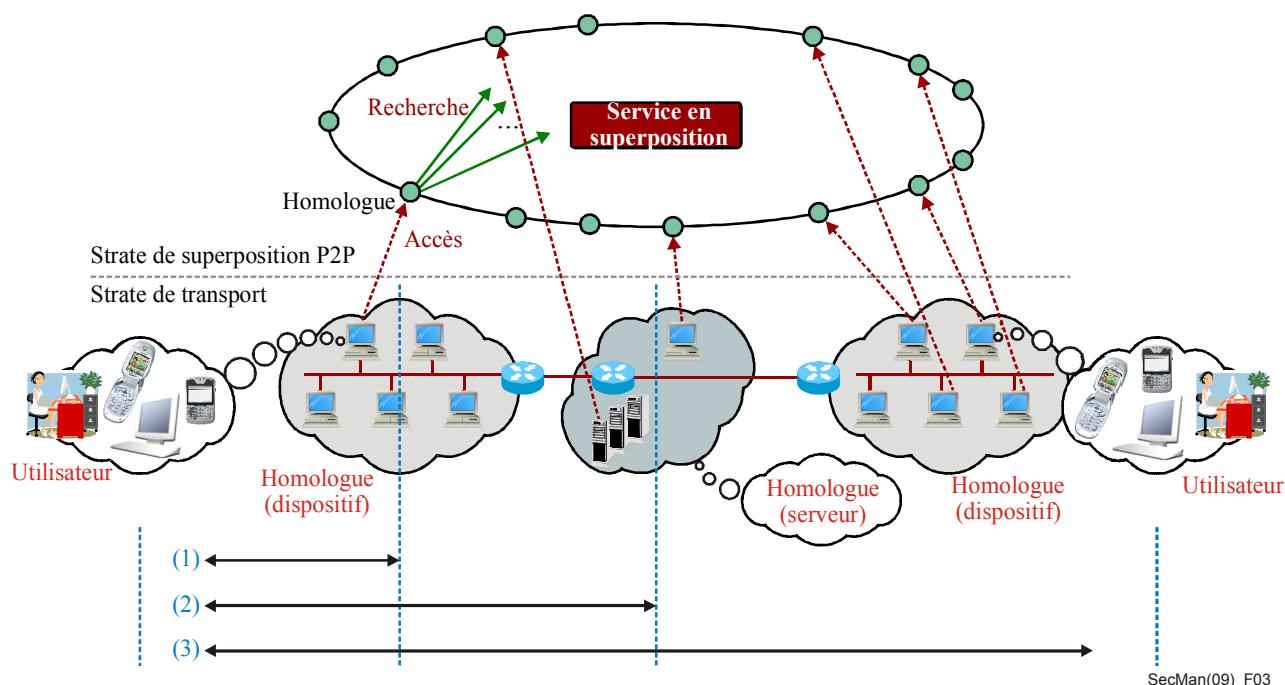 Recherche
...
Service en
superposition
Homologue
Accès
Strate de superposition P2P
Strate de transport
Utilisateur
Homologue
(dispositif)
Homologue
(serveur)
Homologue
(dispositif)
Utilisateur
(1)
(2)
(3)
SecMan(09)_F03